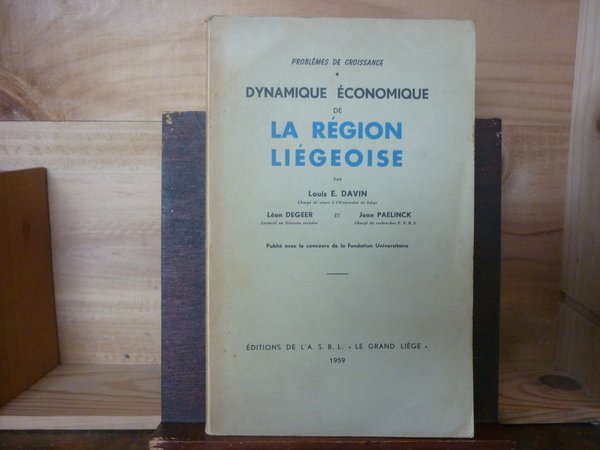 PROBLÈMES DE CROISSANCE
DYNAMIQUE ÉCONOMIQUE
DE
LA RÉGION
LIÉGEOISE
PAR
Louis E. DAVIN
Chargé de cours à l'Université de Liège
Léon DEGEER ET Jean PAELINCK
Licencié en Sciences sociales Chargé de recherches F. N. R. S.
Publié avec le concours de la Fondation Universitaire
ÉDITIONS DE L'A. S. B. L. « LE GRAND LIÈGE »
1959